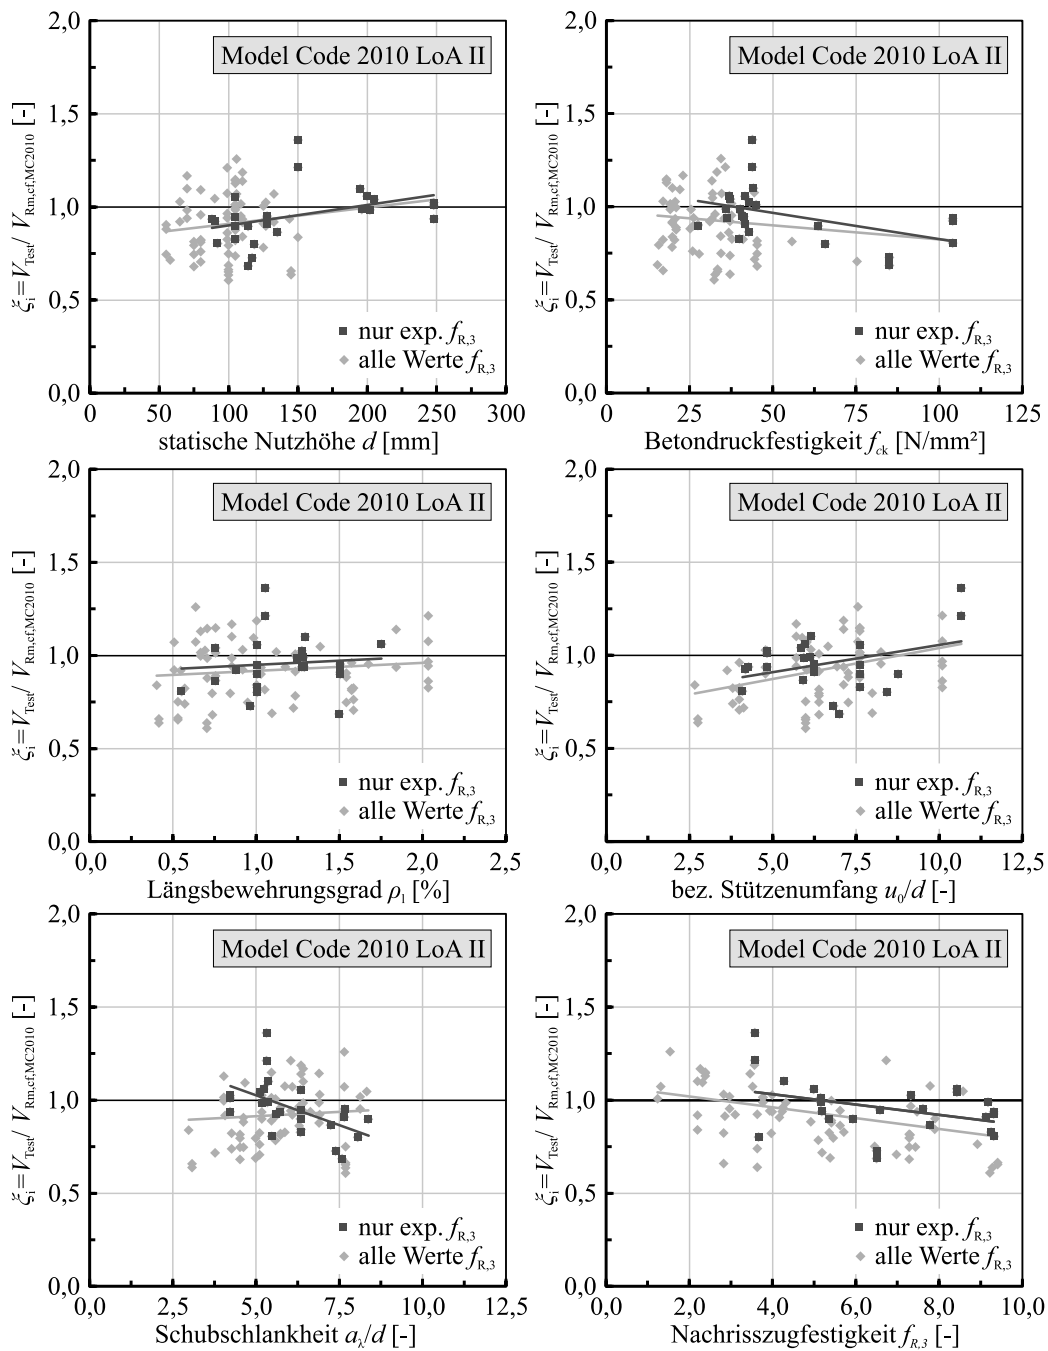 2,0
Model Code 2010 LoA II
1,5
1,0
0,5
0,0
ξi=VTest/ VRm,cf,MC2010 [-]
nur exp. fR,3
alle Werte fR,3
0 50 100 150 200 250 300
statische Nutzhöhe d [mm]
2,0
Model Code 2010 LoA II
1,5
1,0
0,5
0,0
ξi=VTest/ VRm,cf,MC2010 [-]
nur exp. fR,3
alle Werte fR,3
0 25 50 75 100 125
Betondruckfestigkeit fck [N/mm²]
2,0
Model Code 2010 LoA II
1,5
1,0
0,5
0,0
ξi=VTest/ VRm,cf,MC2010 [-]
nur exp. fR,3
alle Werte fR,3
0,0 0,5 1,0 1,5 2,0 2,5
Längsbewehrungsgrad ρl [%]
2,0
Model Code 2010 LoA II
1,5
1,0
0,5
0,0
ξi=VTest/ VRm,cf,MC2010 [-]
nur exp. fR,3
alle Werte fR,3
0,0 2,5 5,0 7,5 10,0 12,5
bez. Stützenumfang u0/d [-]
2,0
Model Code 2010 LoA II
1,5
1,0
0,5
0,0
ξi=VTest/ VRm,cf,MC2010 [-]
nur exp. fR,3
alle Werte fR,3
0,0 2,5 5,0 7,5 10,0 12,5
Schubschlankheit aλ/d [-]
2,0
Model Code 2010 LoA II
1,5
1,0
0,5
0,0
ξi=VTest/ VRm,cf,MC2010 [-]
nur exp. fR,3
alle Werte fR,3
0,0 2,0 4,0 6,0 8,0 10,0
Nachrisszugfestigkeit fR,3 [-]